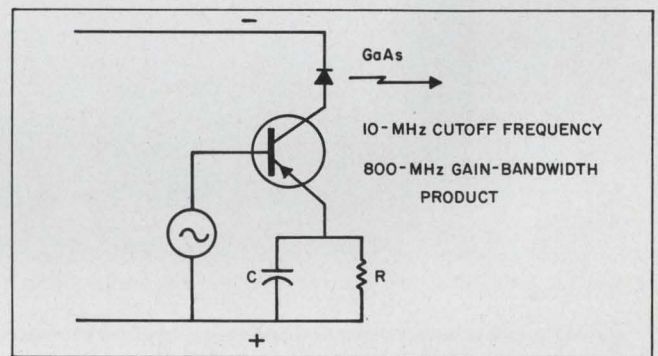 −
GaAs
10-MHz CUTOFF FREQUENCY
800-MHz GAIN-BANDWIDTH
PRODUCT
C
R
+